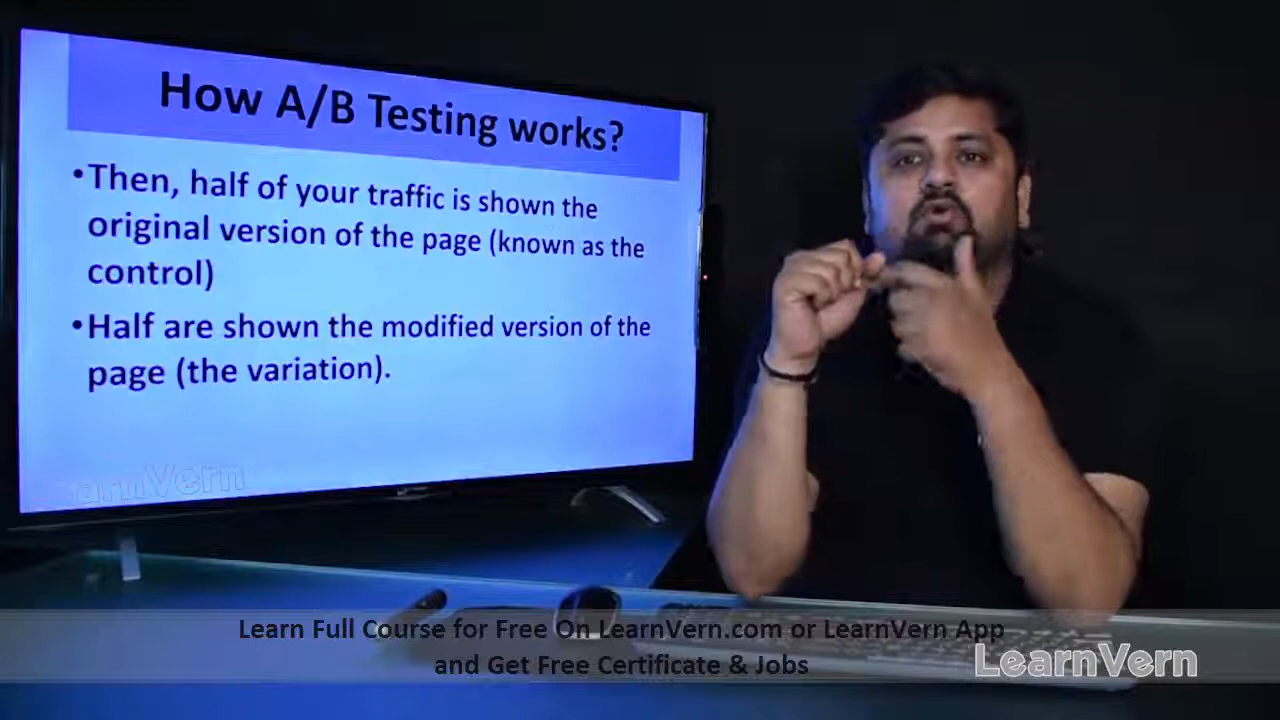 How A/B Testing works?
•Then, half of your traffic is shown the
original version of the page (known as the
control)
•Half are shown the modified version of the
page (the variation).
LearnVern
Learn Full Course for Free On LearnVern.com or LearnVern App
and Get Free Certificate & Jobs
LearnVern